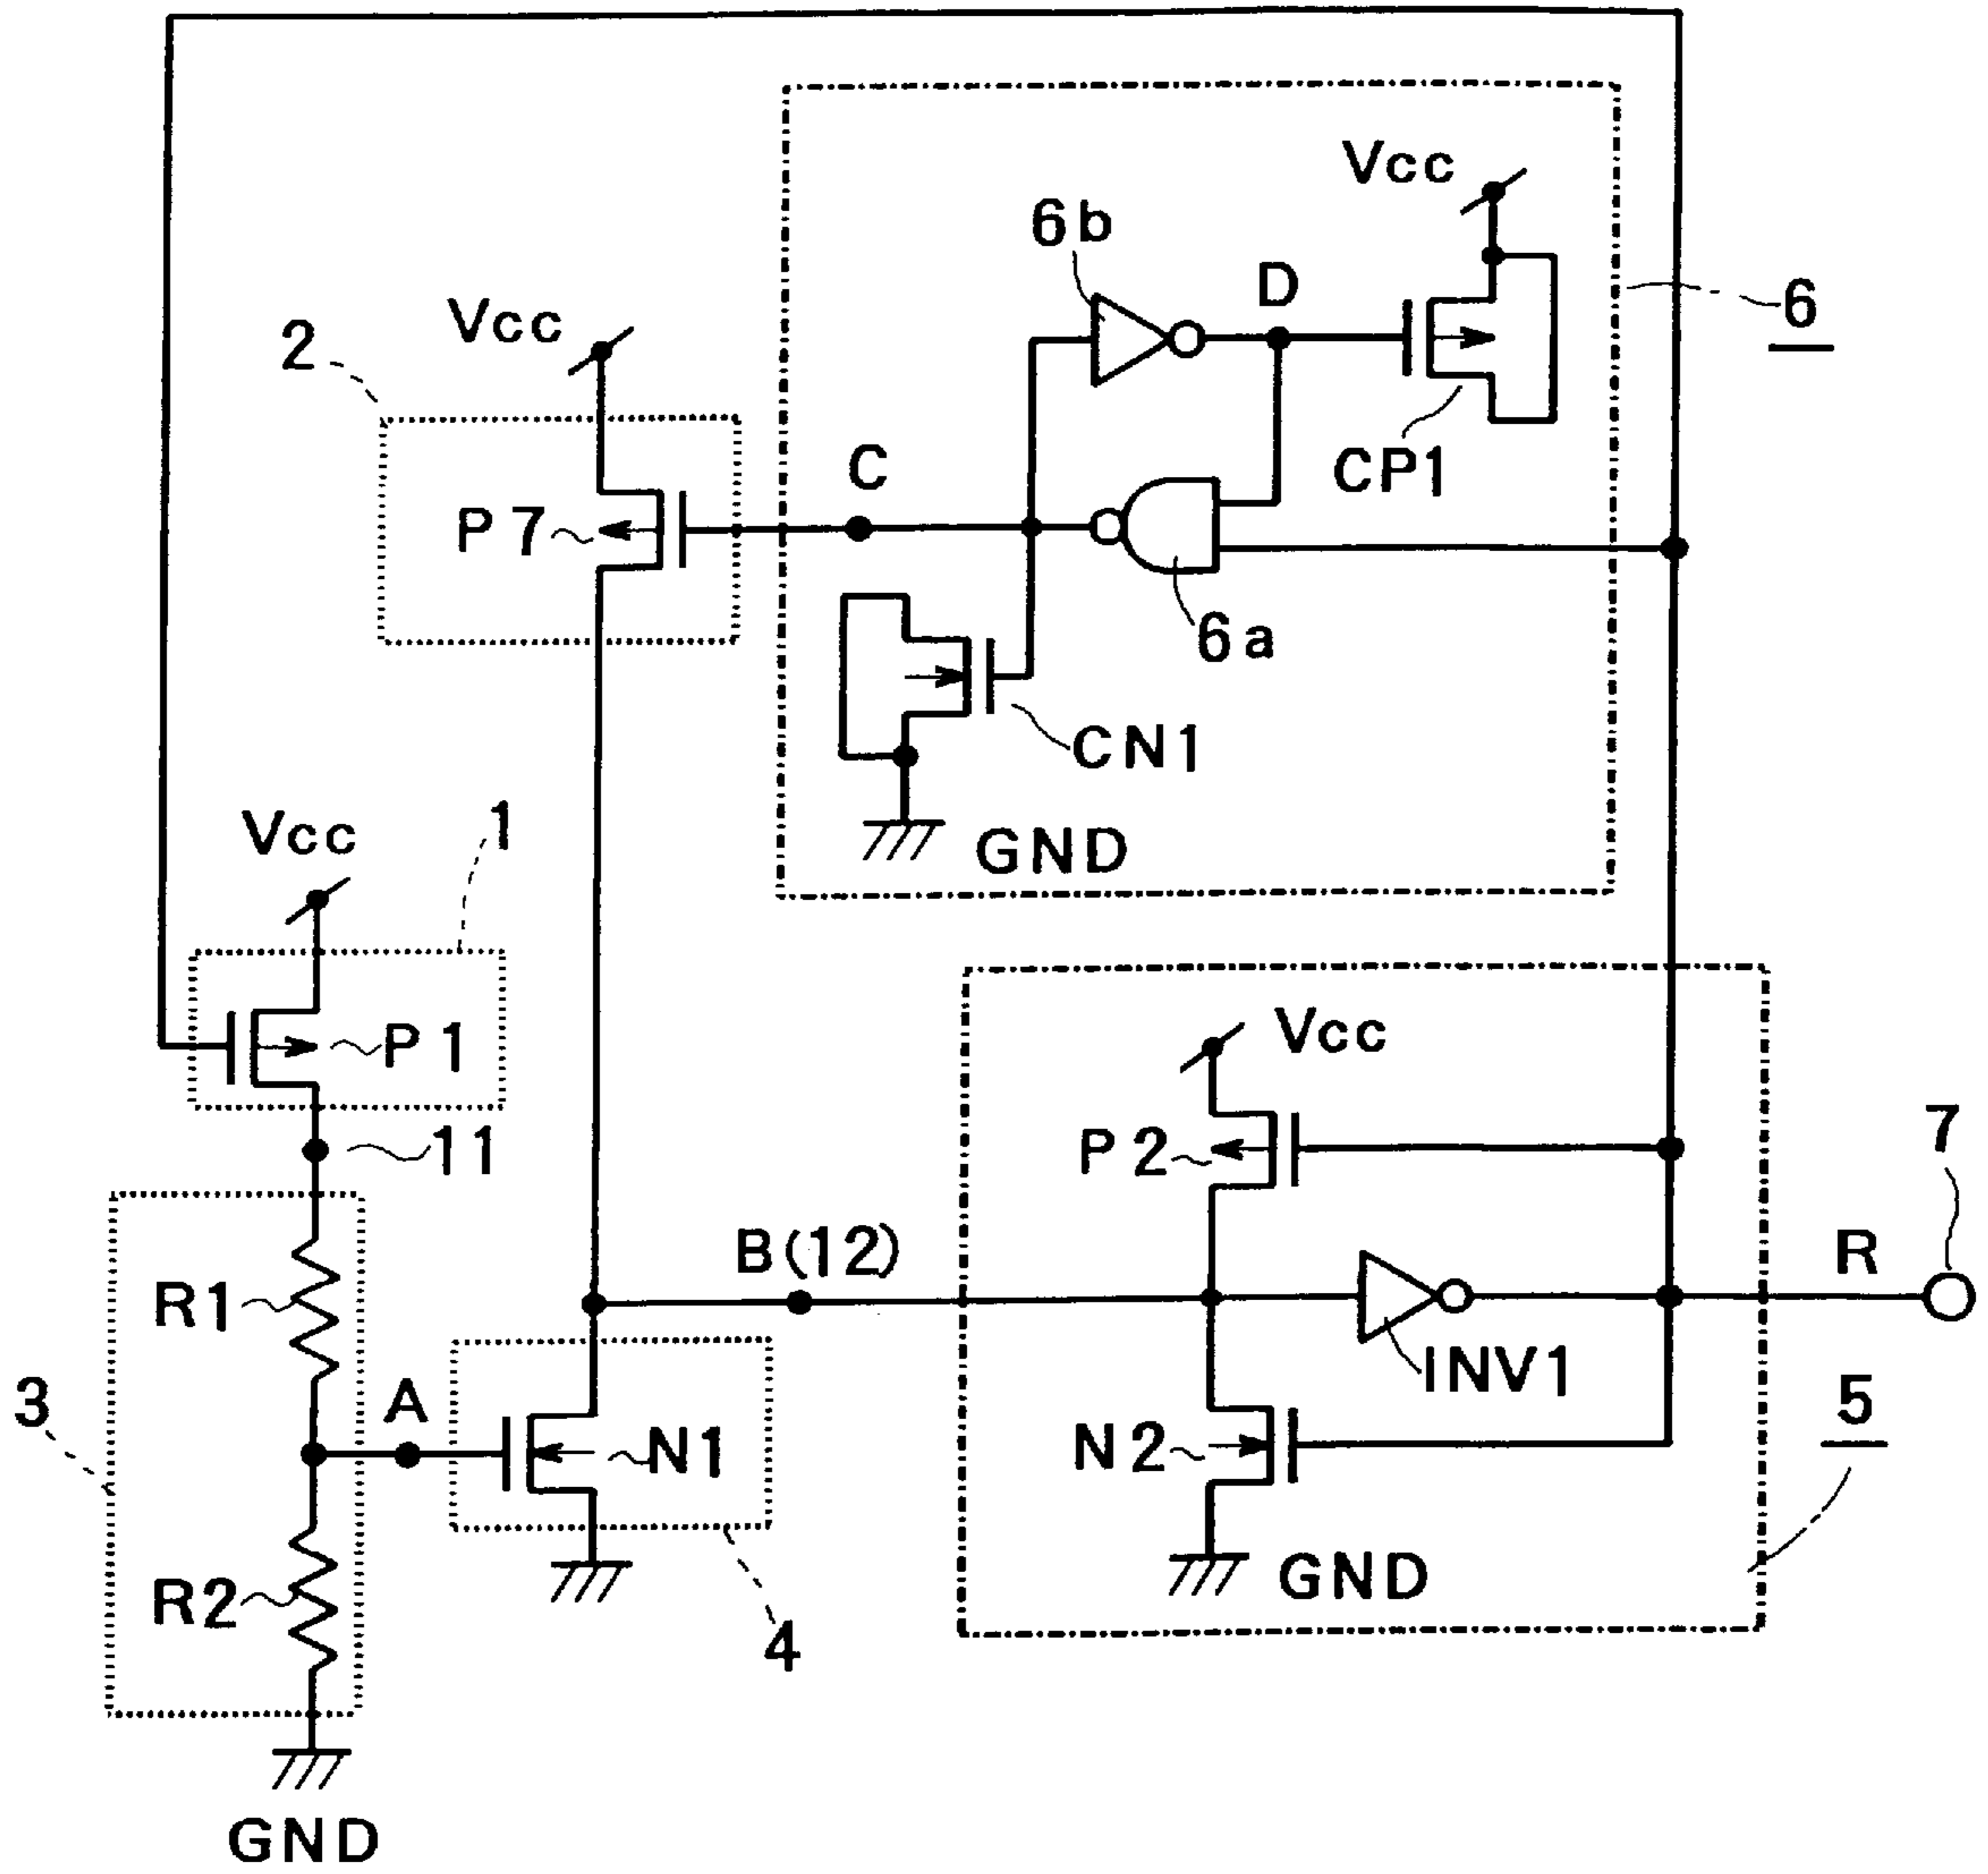 Vcc
6b
D
6
Vcc
2
C
CP1
P7
6a
CN1
1
Vcc
GND
P1
Vcc
11
P2
7
B(12)
R
R1
INV1
A
3
5
N1
N2
R2
GND
4
GND